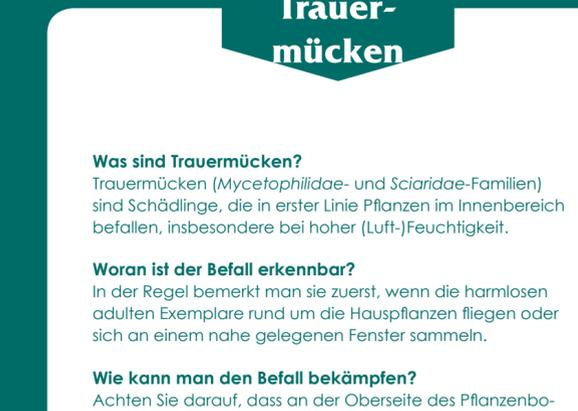 Trauer-
mücken
Was sind Trauermücken?
Trauermücken (Mycetophilidae- und Sciaridae-Familien)
sind Schädlinge, die in erster Linie Pflanzen im Innenbereich
befallen, insbesondere bei hoher (Luft-)Feuchtigkeit.
Woran ist der Befall erkennbar?
In der Regel bemerkt man sie zuerst, wenn die harmlosen
adulten Exemplare rund um die Hauspflanzen fliegen oder
sich an einem nahe gelegenen Fenster sammeln.
Wie kann man den Befall bekämpfen?
Achten Sie darauf, dass an der Oberseite des Pflanzenbo-